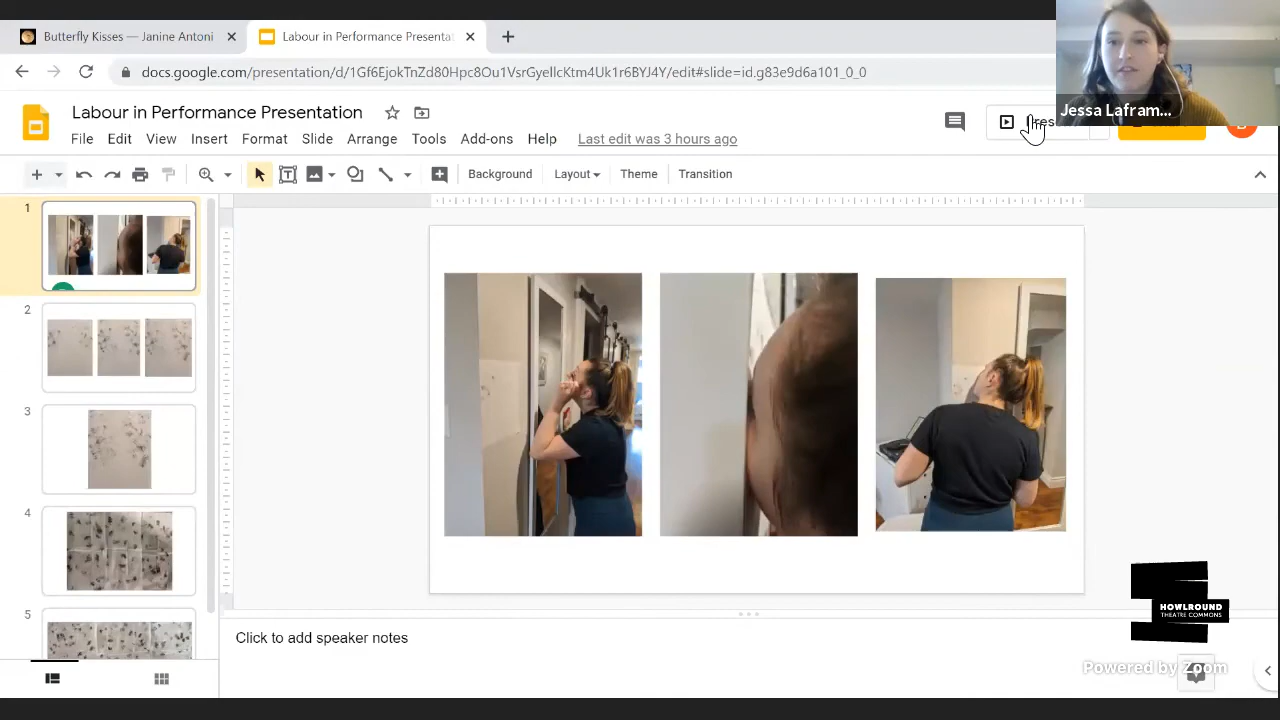 Butterfly Kisses — Janine Antoni
Labour in Performance Presentat
docs.google.com/presentation/d/1Gf6EjokTnZd80Hpc8Ou1VsrGyellcKtm4Uk1r6BYJ4Y/edit#slide=id.g83e9d6a101_0_0
Jessa Lafram...
Labour in Performance Presentation
File Edit View Insert Format Slide Arrange Tools Add-ons Help Last edit was 3 hours ago
Background Layout Theme Transition
1
2
3
4
5
Click to add speaker notes
HOWLROUND
THEATRE COMMONS
Powered by Zoom